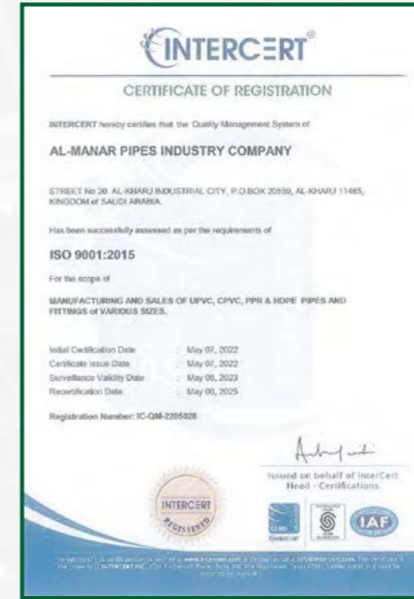 INTERCERT®
CERTIFICATE OF REGISTRATION
INTERCERT hereby certifies that the Quality Management System of
AL-MANAR PIPES INDUSTRY COMPANY
STREET No 20. AL-KHARJ INDUSTRIAL CITY, P.O.BOX 20559, AL-KHARJ 11465,
KINGDOM of SAUDI ARABIA.
Has been successfully assessed as per the requirements of
ISO 9001:2015
For the scope of
MANUFACTURING AND SALES OF UPVC, CPVC, PPR & HDPE PIPES AND
FITTINGS of VARIOUS SIZES.
Initial Certification Date : May 07, 2022
Certificate Issue Date : May 07, 2022
Surveillance Validity Date : May 06, 2023
Recertification Date : May 06, 2025
Registration Number: IC-QM-2205028
Issued on behalf of InterCert
Head - Certifications
INTERCERT
REGISTERED
IAF